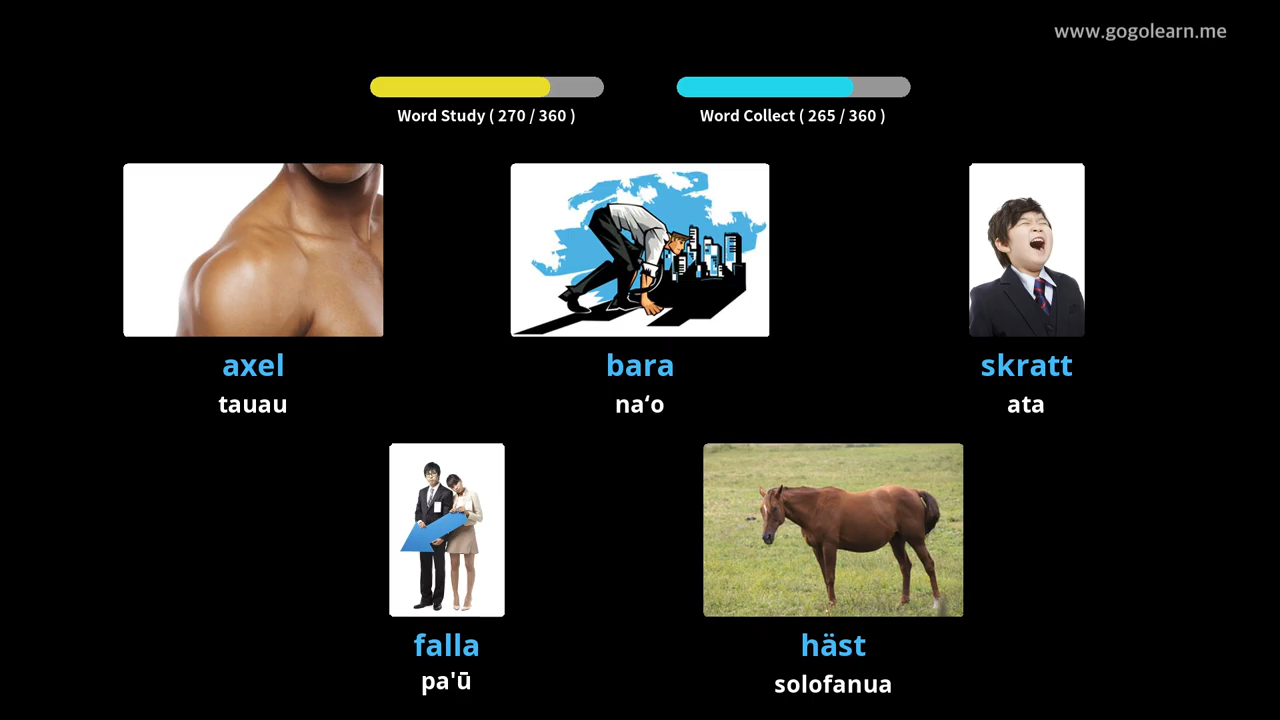 www.gogolearn.me
Word Study ( 270 / 360 )
Word Collect ( 265 / 360 )
axel
bara
skratt
tauau
na‘o
ata
falla
häst
pa'ū
solofanua